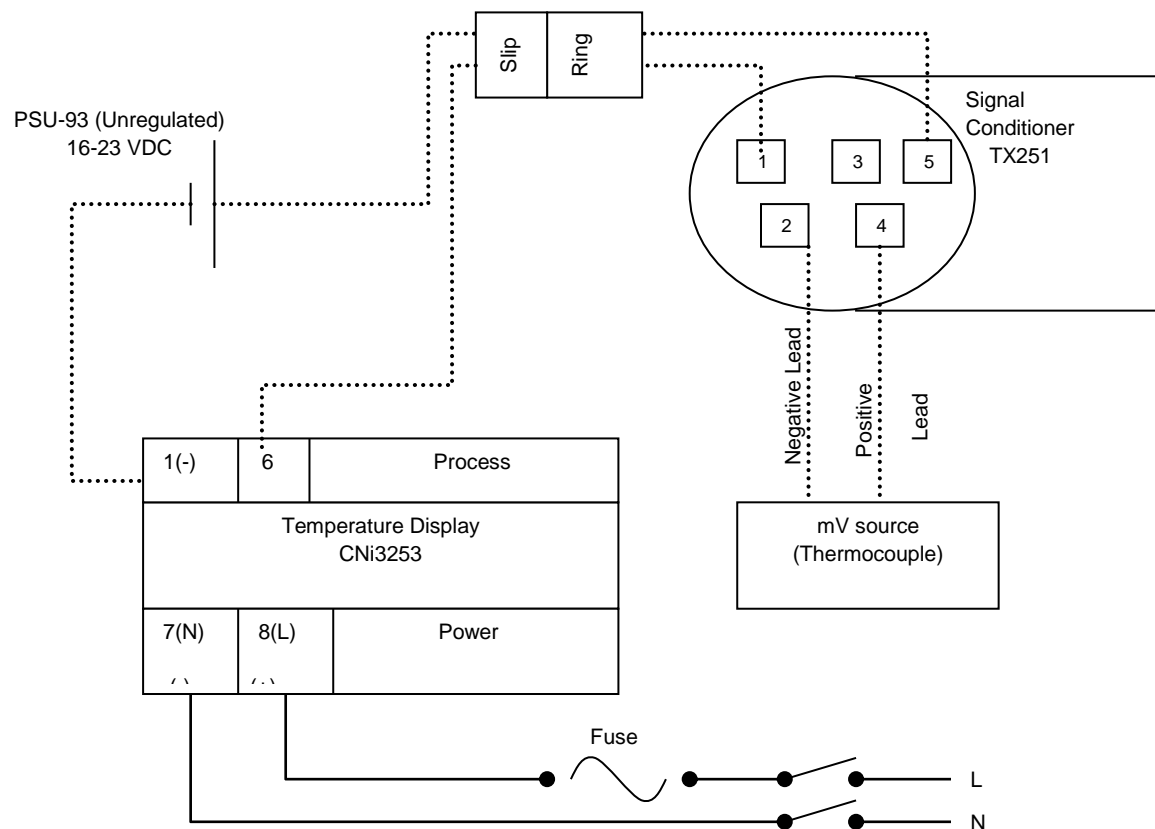 Slip
Ring
PSU-93 (Unregulated)
16-23 VDC
Signal
Conditioner
TX251
1
3
5
2
4
Negative Lead
Positive
Lead
1(-)
6
Process
Temperature Display
CNi3253
mV source
(Thermocouple)
7(N)
8(L)
Power
Fuse
L
N